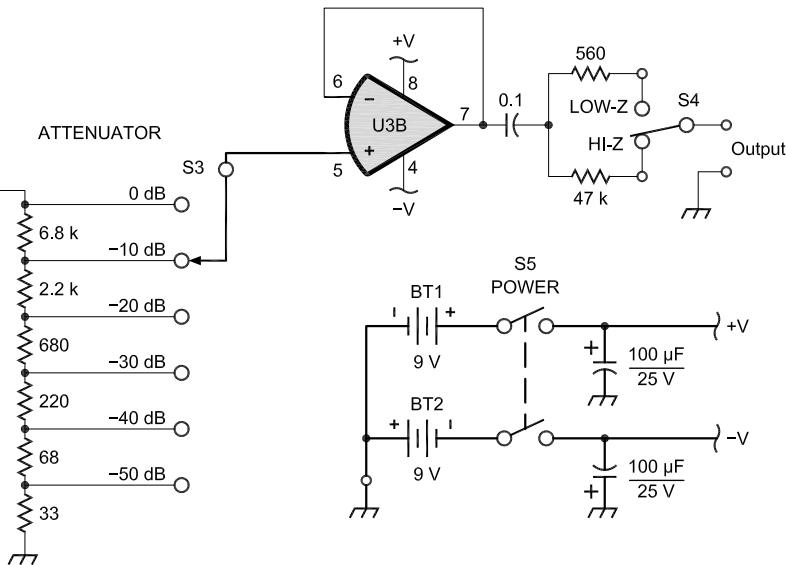 ATTENUATOR
S3
0 dB
6.8 k
−10 dB
2.2 k
−20 dB
680
−30 dB
220
−40 dB
68
−50 dB
33
+V
6
8
−
U3B
7
+
5
4
−V
0.1
560
LOW-Z
S4
HI-Z
Output
47 k
S5
POWER
BT1
−
+
9 V
+V
+
100 µF
25 V
BT2
+
−
9 V
−V
100 µF
+
25 V